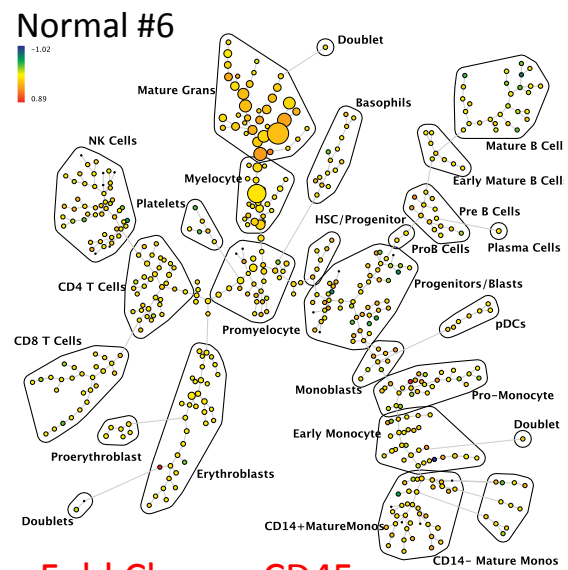 Normal #6
-1.02
0.89
Doublet
Mature Grans
Basophils
NK Cells
Mature B Cell
Myelocyte
Early Mature B Cell
Platelets
HSC/Progenitor
Pre B Cells
ProB Cells
Plasma Cells
CD4 T Cells
Progenitors/Blasts
Promyelocyte
pDCs
CD8 T Cells
Monoblasts
Pro-Monocyte
Early Monocyte
Doublet
Proerythroblast
Erythroblasts
Doublets
CD14+MatureMonos
CD14- Mature Monos